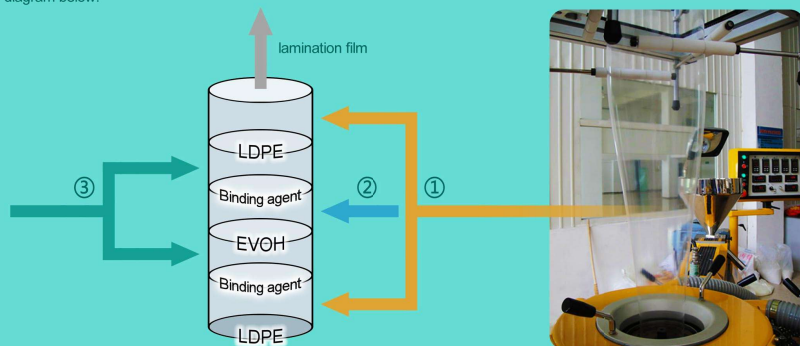 diagram below.
lamination film
LDPE
③
②
①
Binding agent
EVOH
Binding agent
LDPE